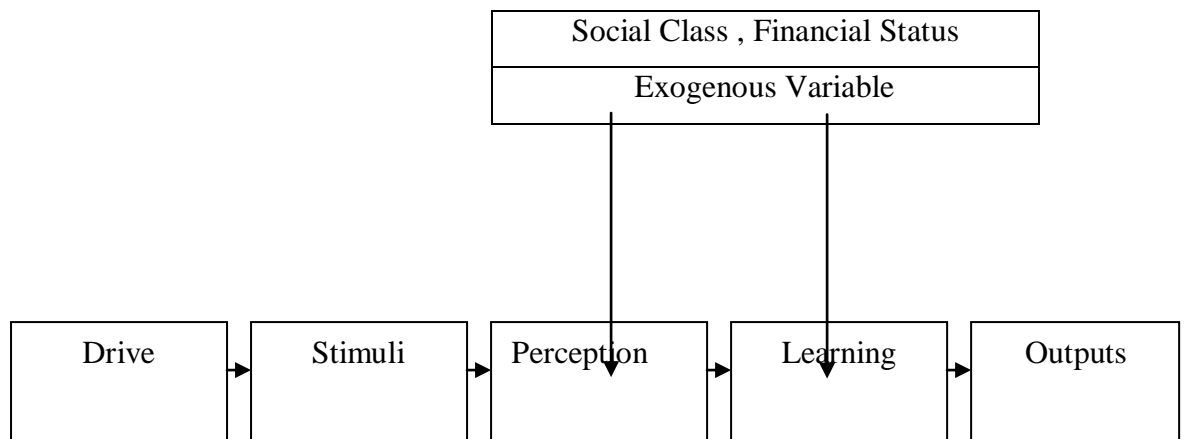 Social Class , Financial Status
Exogenous Variable
Drive
Stimuli
Perception
Learning
Outputs